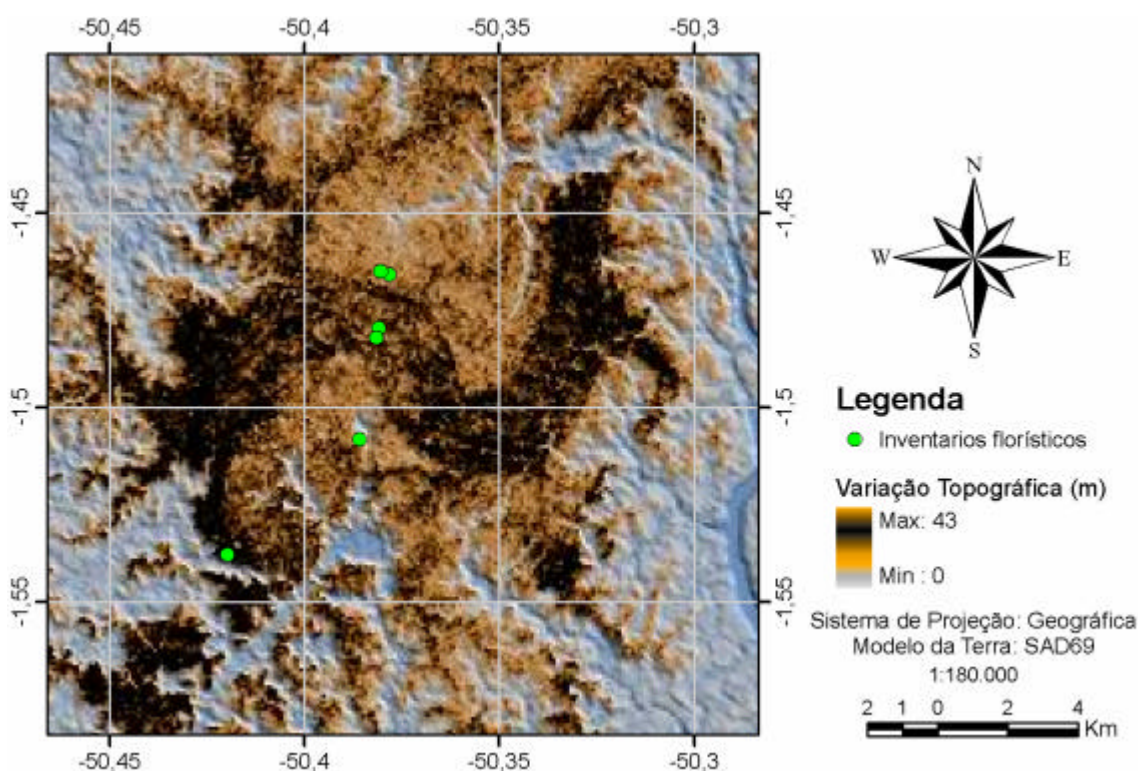 -50,45 -50,4 -50,35 -50,3
-1,45 -1,45
-1,5 -1,5
-1,55 -1,55
-50,45 -50,4 -50,35 -50,3
N
W E
S
Legenda
Inventarios florísticos
Variação Topográfica (m)
Max: 43
Min : 0
Sistema de Projeção: Geográfica
Modelo da Terra: SAD69
1:180.000
2 1 0 2 4
Km